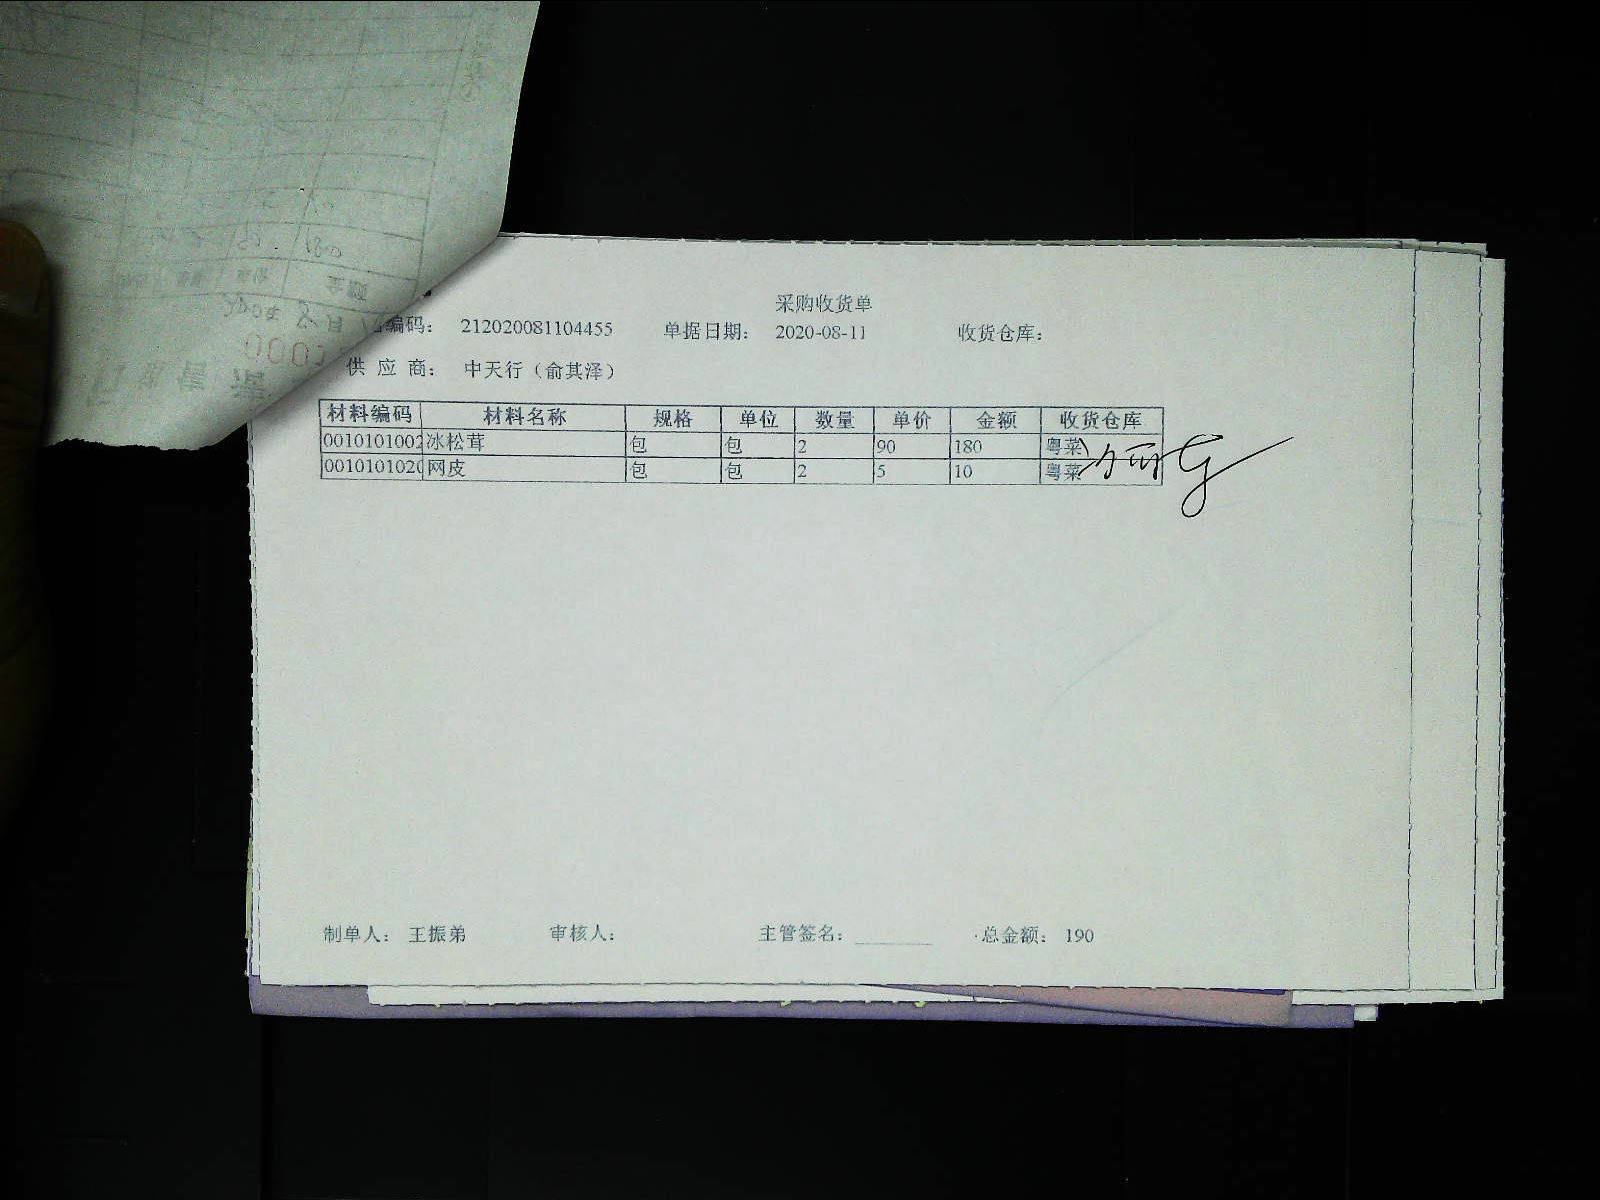 采购收货单
编码： 212020081104455 单据日期： 2020-08-11 收货仓库：
供 应 商： 中天行（俞其泽）
材料编码 材料名称 规格 单位 数量 单价 金额 收货仓库
0010101002 冰松茸 包 包 2 90 180 粤菜
001010102 网皮 包 包 2 5 10 粤菜
制单人： 王振弟 审核人： 主管签名： 总金额： 190